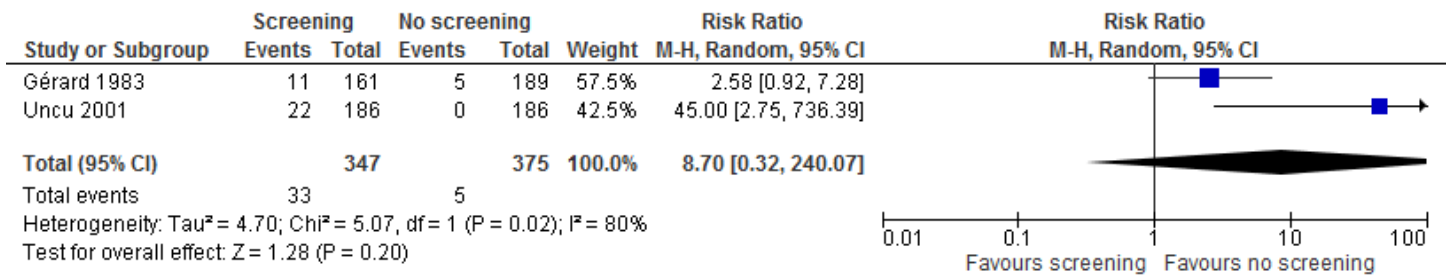 Screening No screening Risk Ratio Risk Ratio
Study or Subgroup Events Total Events Total Weight M-H, Random, 95% CI M-H, Random, 95% CI
Gérard 1983 11 161 5 189 57.5% 2.58 [0.92, 7.28]
Uncu 2001 22 186 0 186 42.5% 45.00 [2.75, 736.39]
Total (95% CI) 347 375 100.0% 8.70 [0.32, 240.07]
Total events 33 5
Heterogeneity: Tau² = 4.70; Chi² = 5.07, df = 1 (P = 0.02); I² = 80%
Test for overall effect: Z = 1.28 (P = 0.20)
0.01 0.1 1 10 100
Favours screening Favours no screening